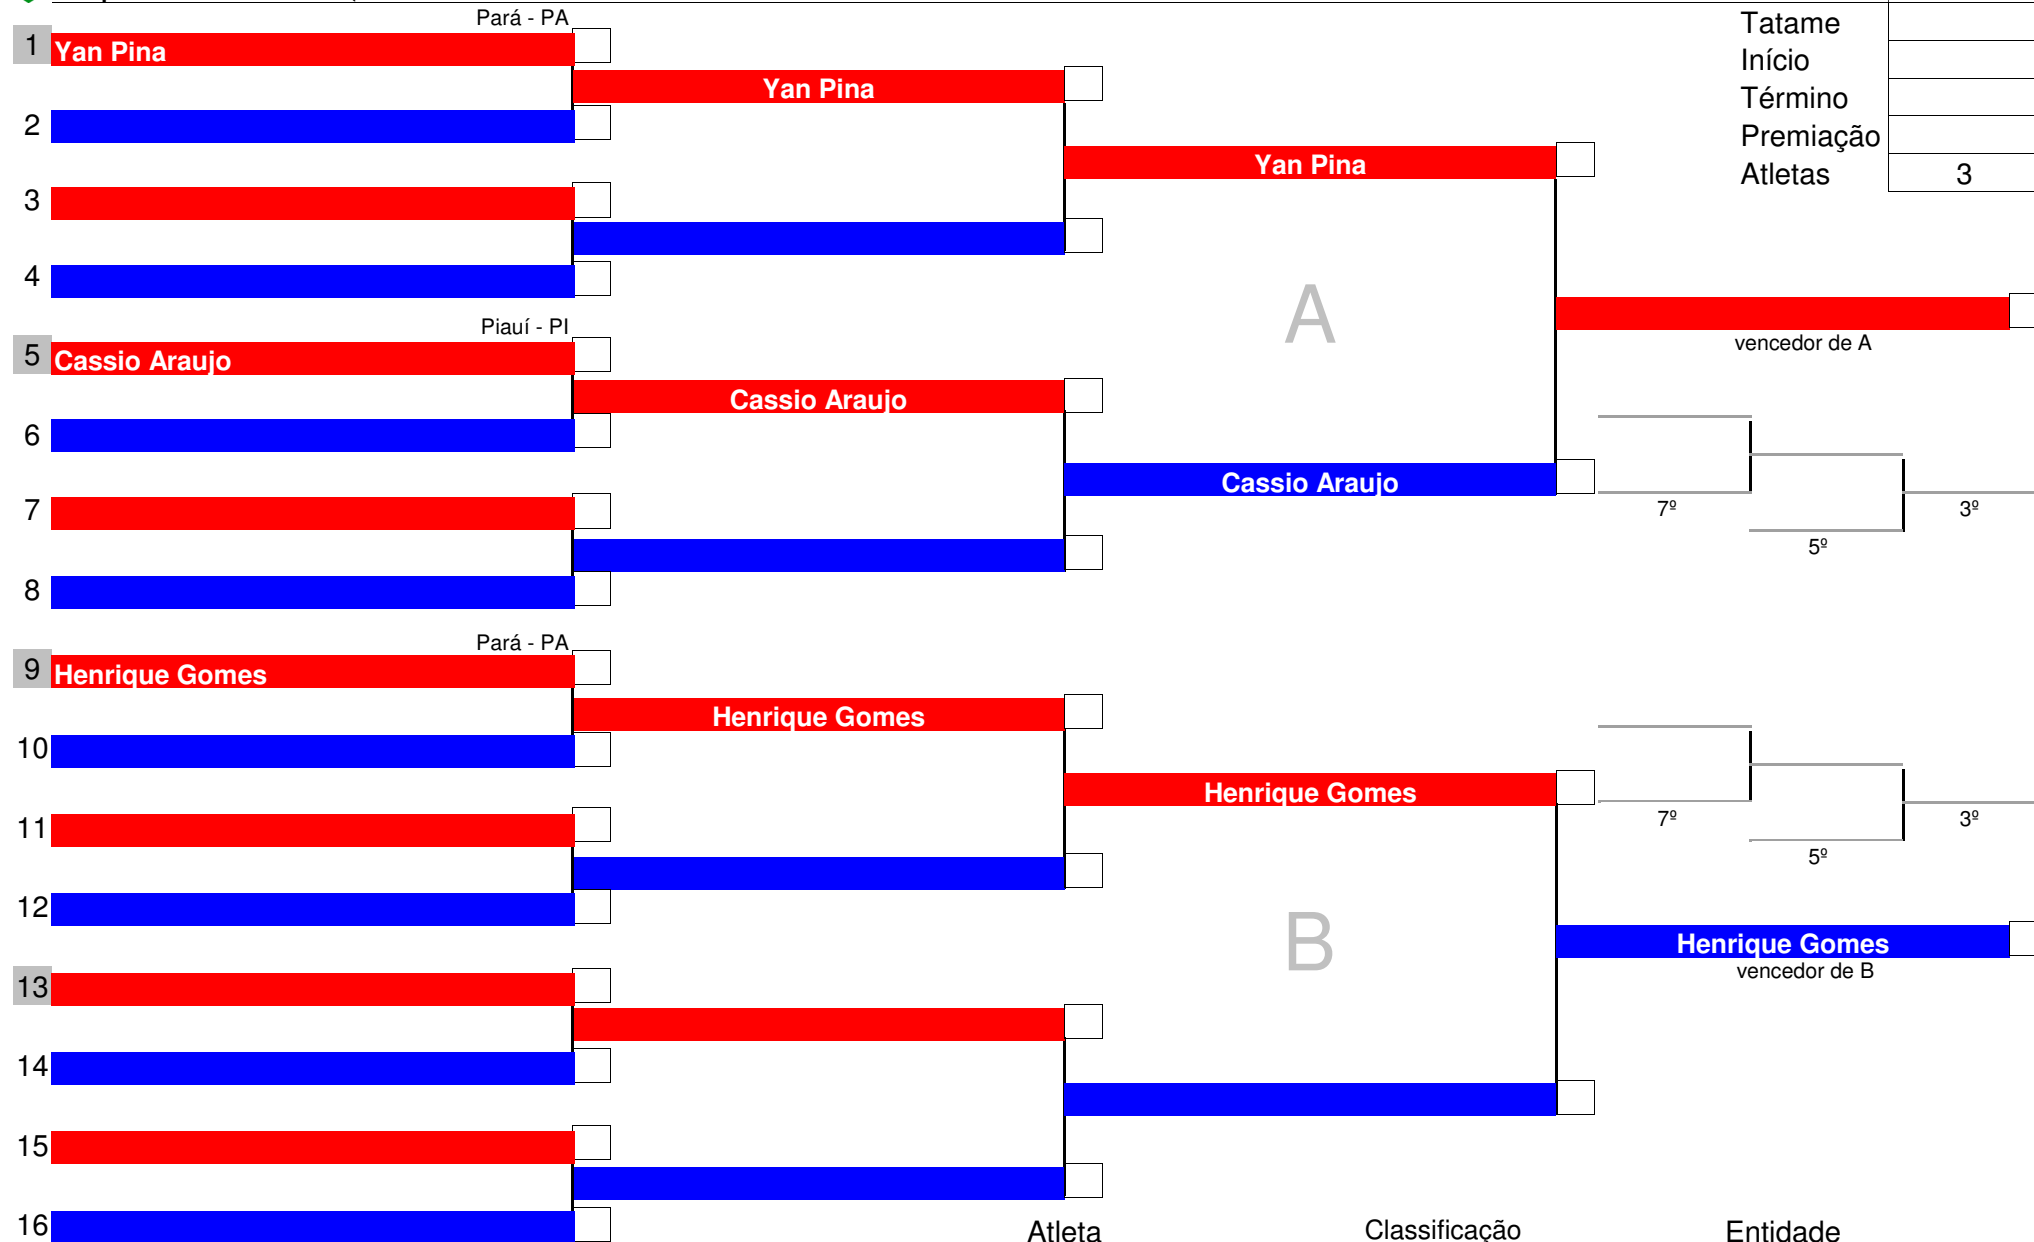 Pará - PA
Tatame
1 Yan Pina
Início
Yan Pina
Término
2
Premiação
Yan Pina
Atletas 3
3
4
A
Piauí - PI
vencedor de A
5 Cassio Araujo
Cassio Araujo
6
Cassio Araujo
7
7º 3º
5º
8
Pará - PA
9 Henrique Gomes
Henrique Gomes
10
Henrique Gomes
7º 3º
11
5º
12
B
Henrique Gomes
vencedor de B
13
14
15
16
Atleta Classificação Entidade